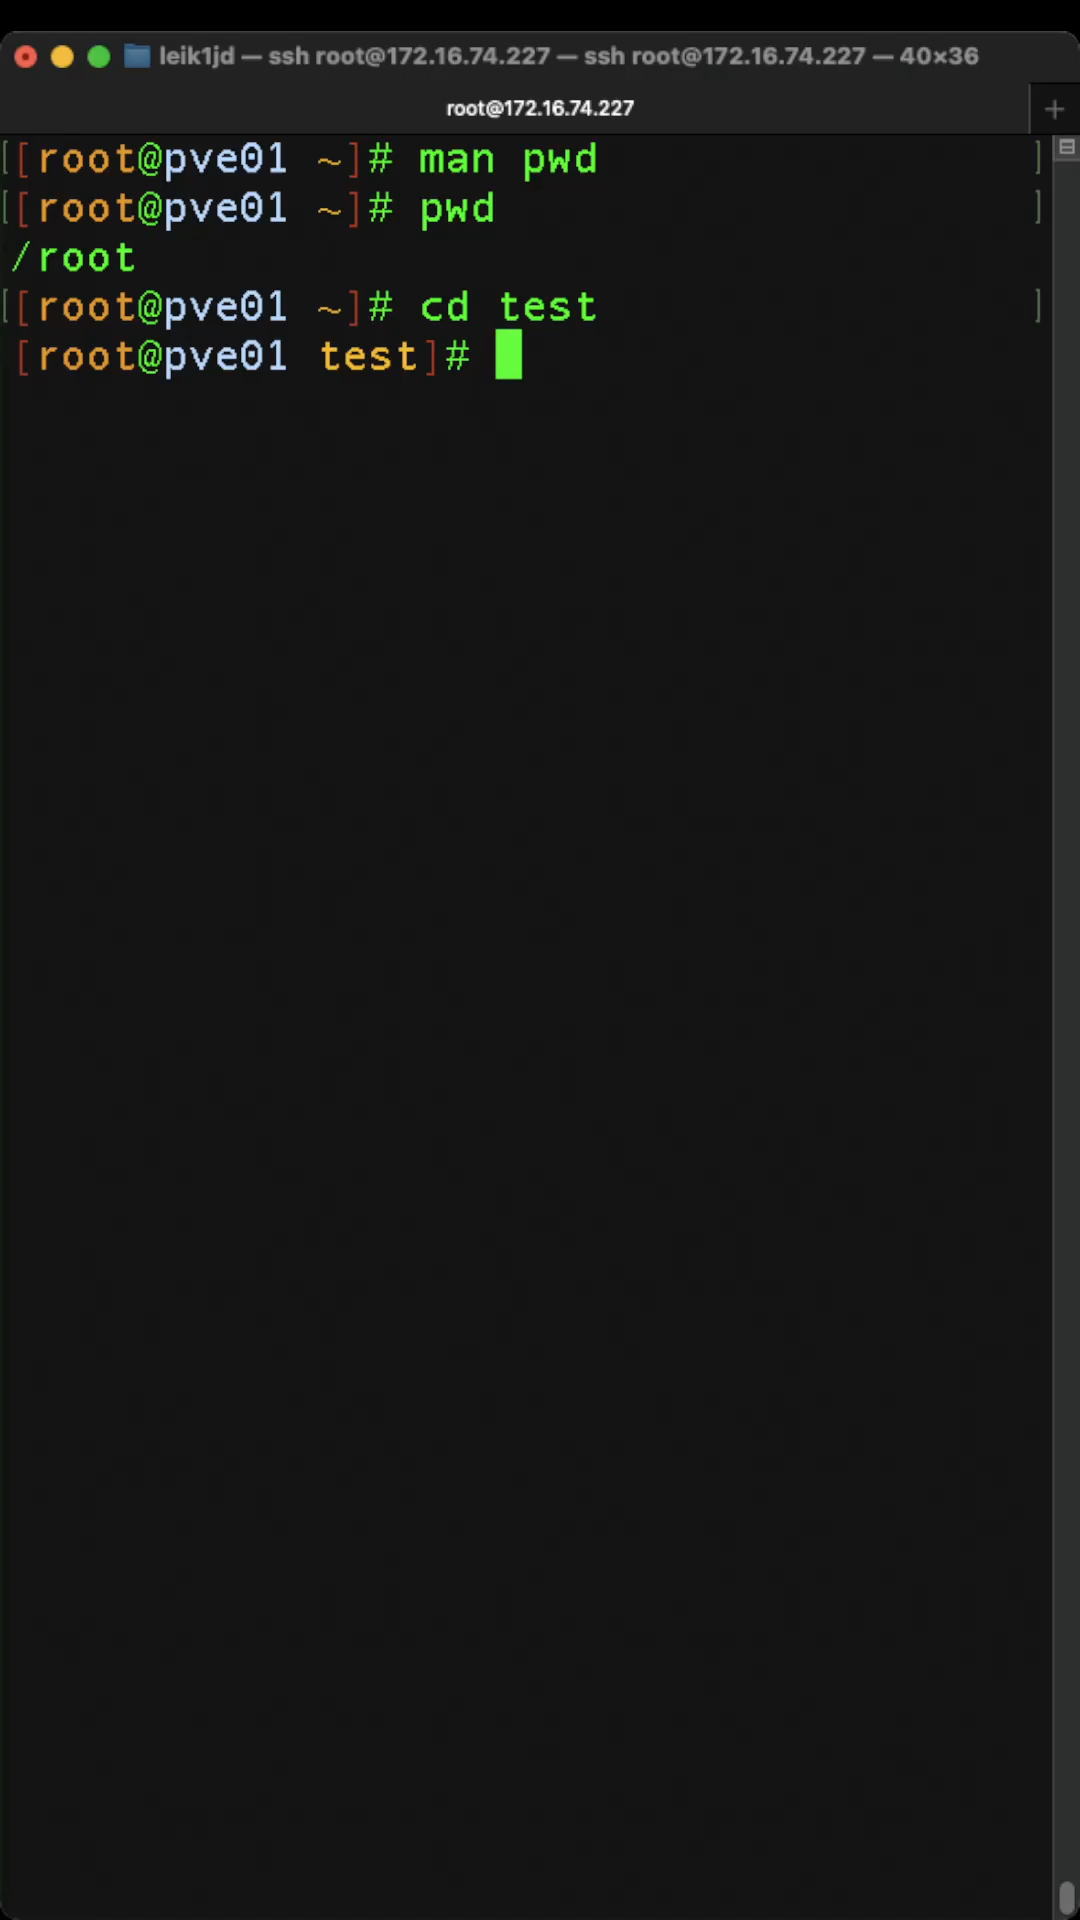 leik1jd — ssh root@172.16.74.227 — ssh root@172.16.74.227 — 40×36
root@172.16.74.227 +
[[root@pve01 ~]# man pwd ]
[[root@pve01 ~]# pwd ]
/root
[[root@pve01 ~]# cd test ]
[root@pve01 test]#